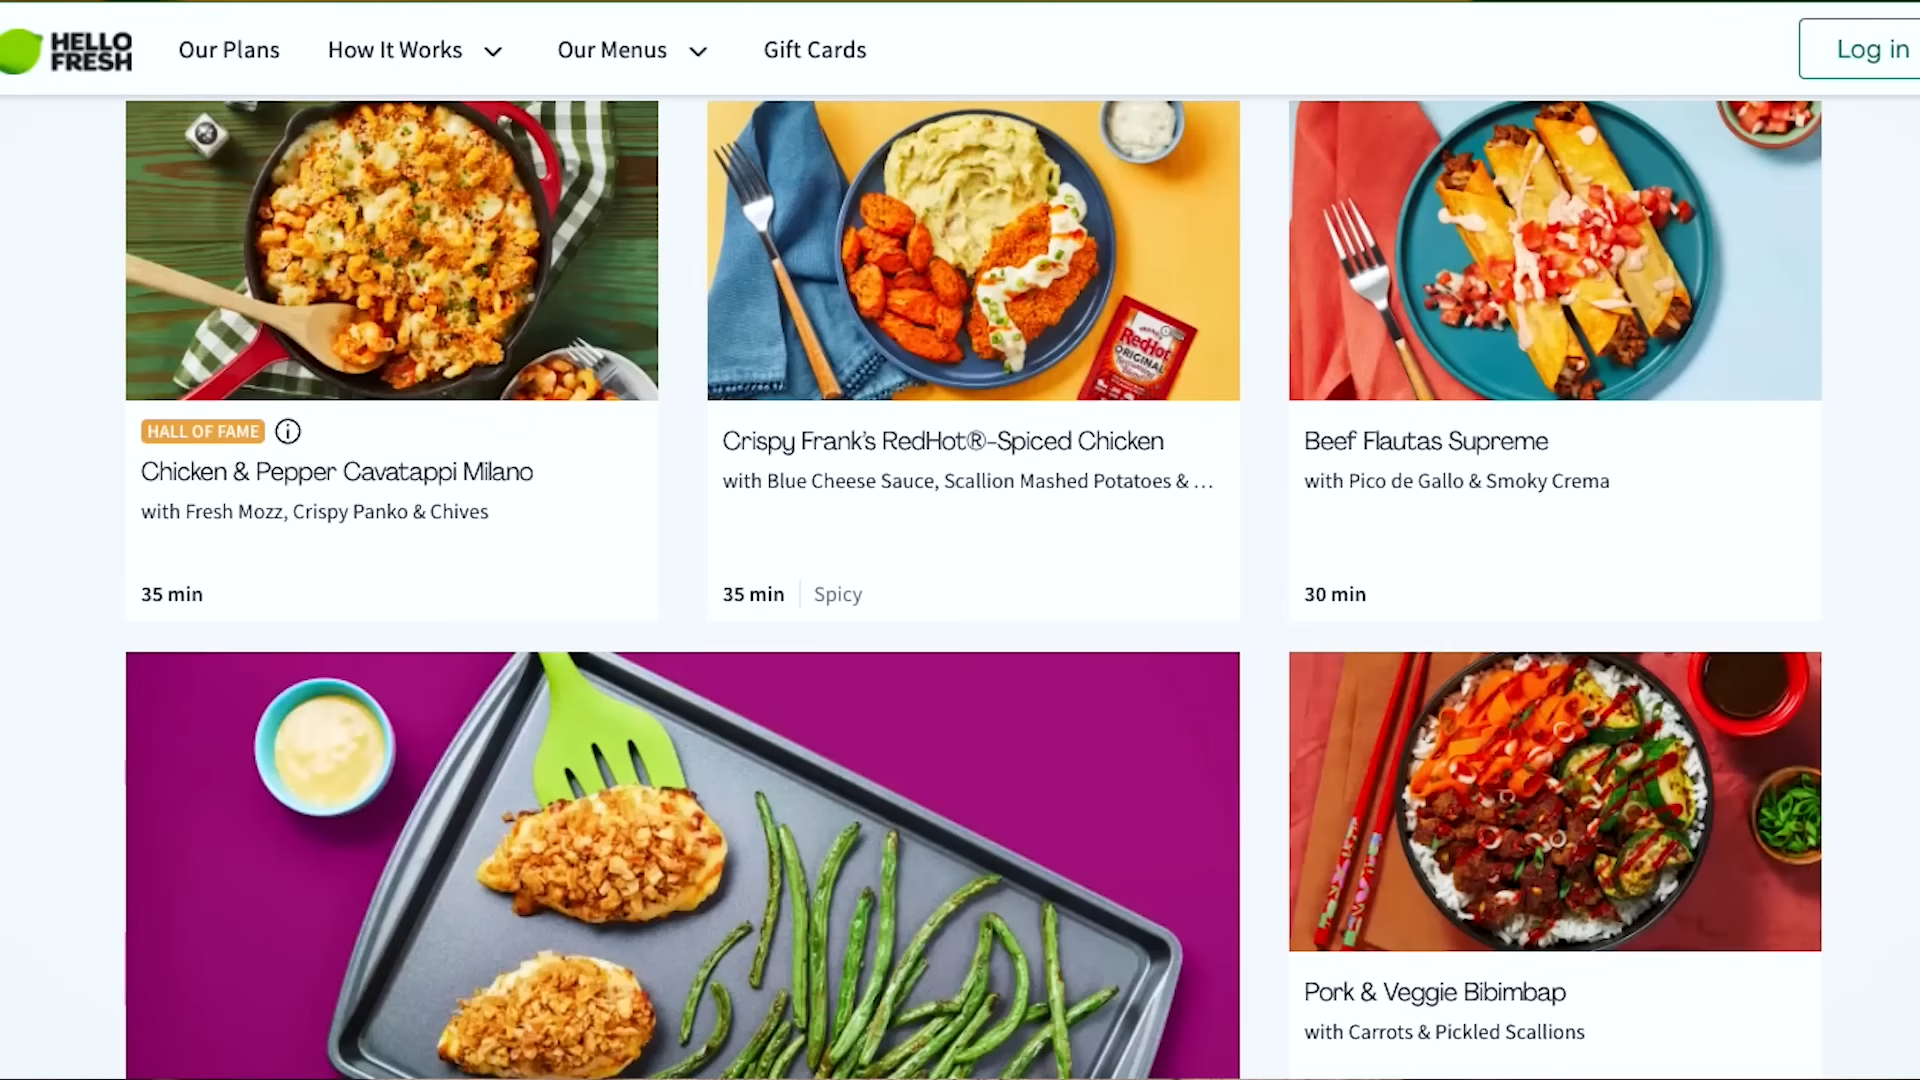 HELLO
FRESH
Our Plans
How It Works
Our Menus
Gift Cards
Log in
RedHot
ORIGINAL
HALL OF FAME
Chicken & Pepper Cavatappi Milano
with Fresh Mozz, Crispy Panko & Chives
35 min
Crispy Frank's RedHot®-Spiced Chicken
with Blue Cheese Sauce, Scallion Mashed Potatoes & ...
35 min
Spicy
Beef Flautas Supreme
with Pico de Gallo & Smoky Crema
30 min
Pork & Veggie Bibimbap
with Carrots & Pickled Scallions